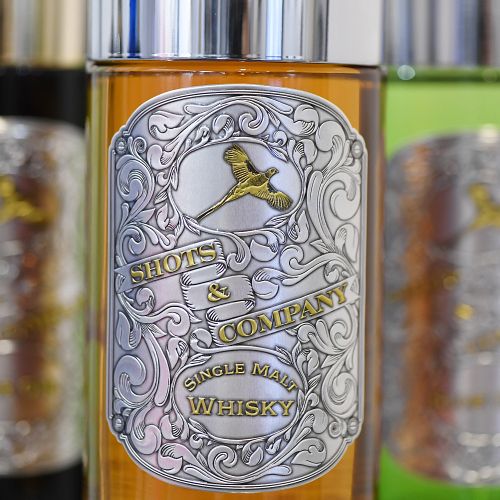 SHOTS
&
COMPANY
SINGLE MALT
WHISKY